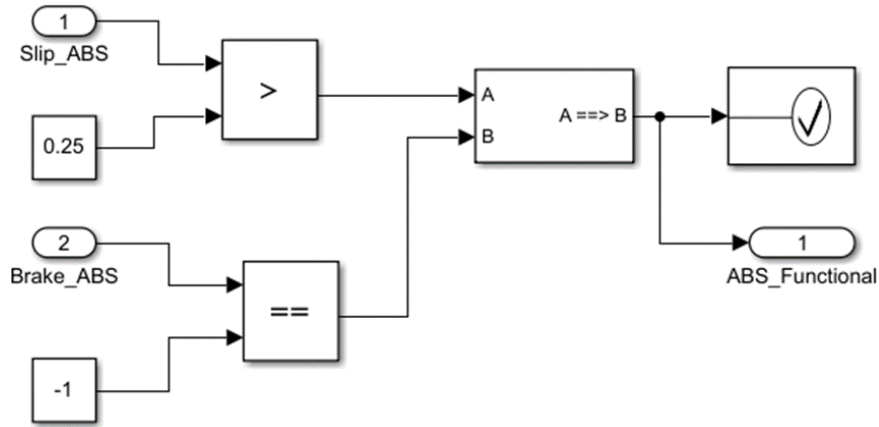 1
Slip_ABS
>
0.25
A
A ==> B
B
2
Brake_ABS
==
-1
1
ABS_Functional